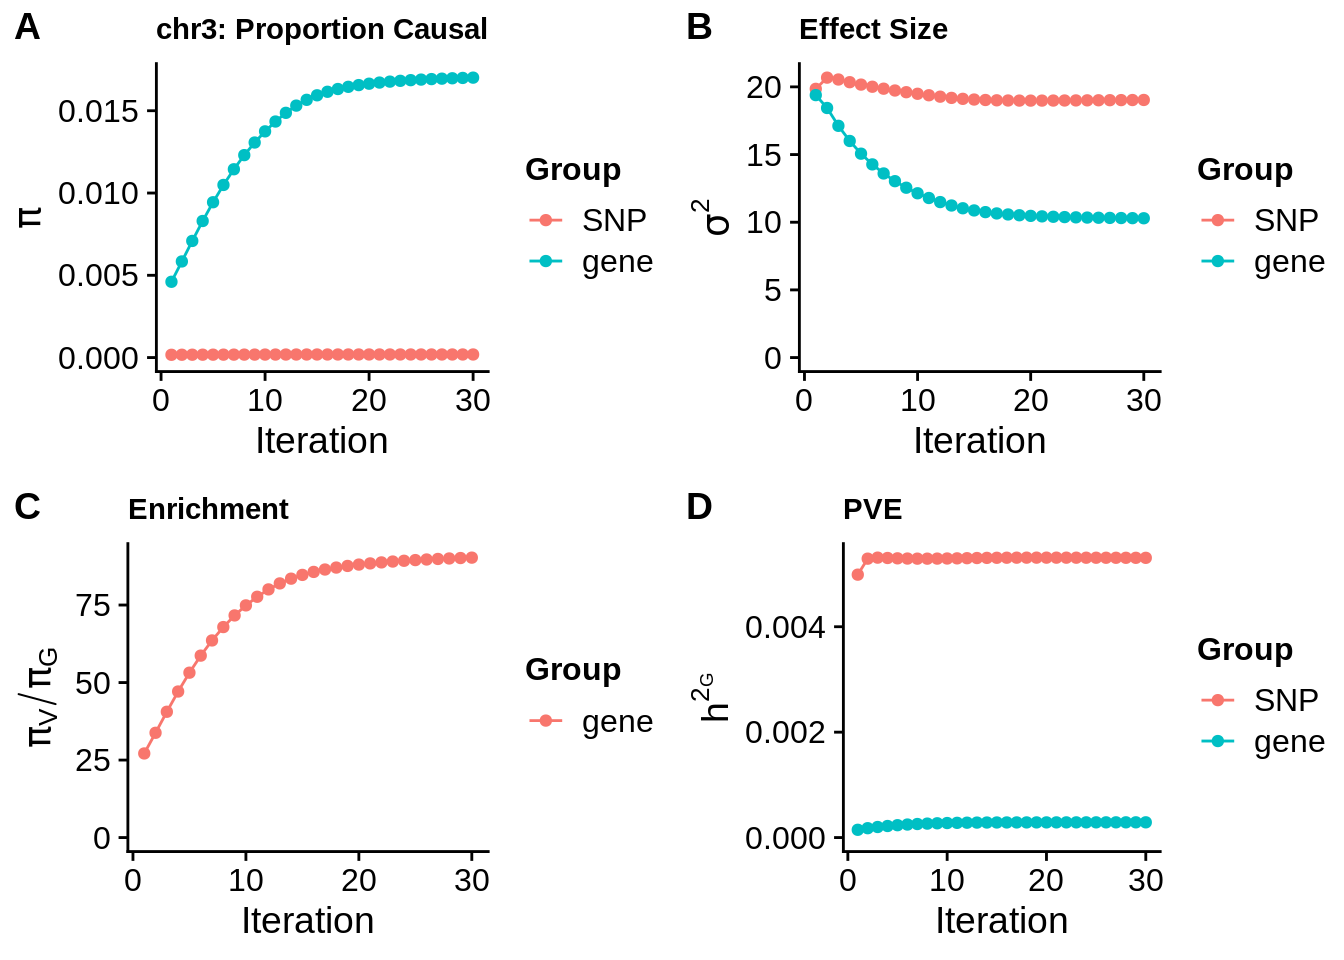 A
chr3: Proportion Causal
0.015
0.010
0.005
0.000
π
0 10 20 30
Iteration
Group
SNP
gene
B
Effect Size
20
15
10
5
0
σ²
0 10 20 30
Iteration
Group
SNP
gene
C
Enrichment
75
50
25
0
πV/πG
0 10 20 30
Iteration
Group
gene
D
PVE
0.004
0.002
0.000
h²G
0 10 20 30
Iteration
Group
SNP
gene